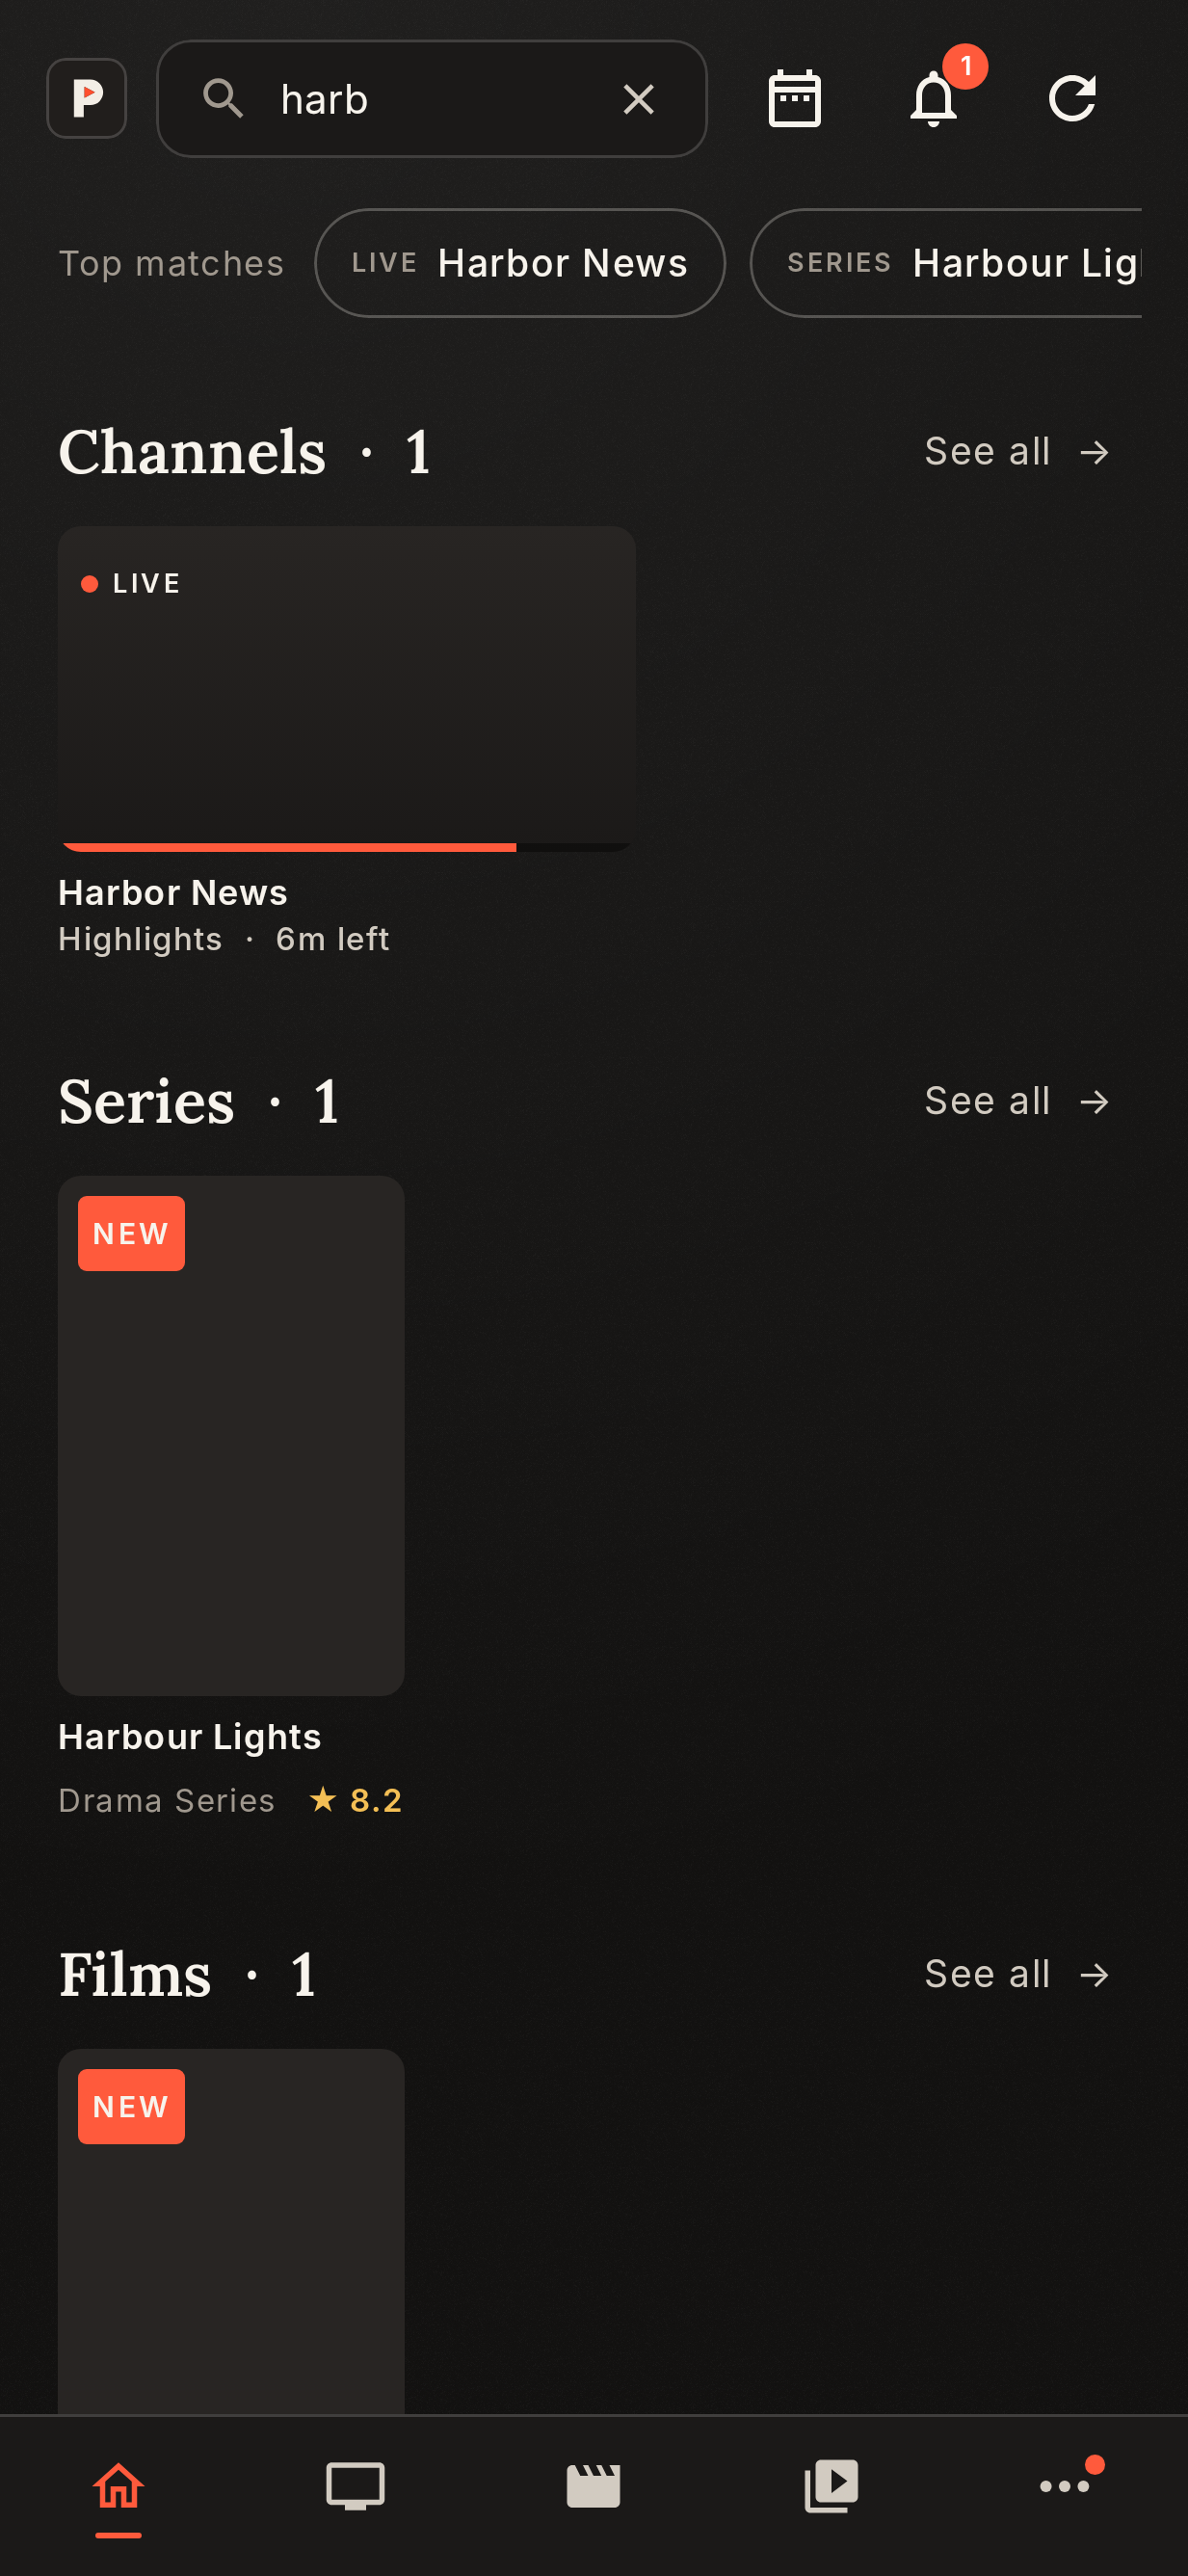 harb
1
Top matches LIVE Harbor News SERIES Harbour Lig
Channels · 1 See all →
LIVE
Harbor News
Highlights · 6m left
Series · 1 See all →
NEW
Harbour Lights
Drama Series ★ 8.2
Films · 1 See all →
NEW